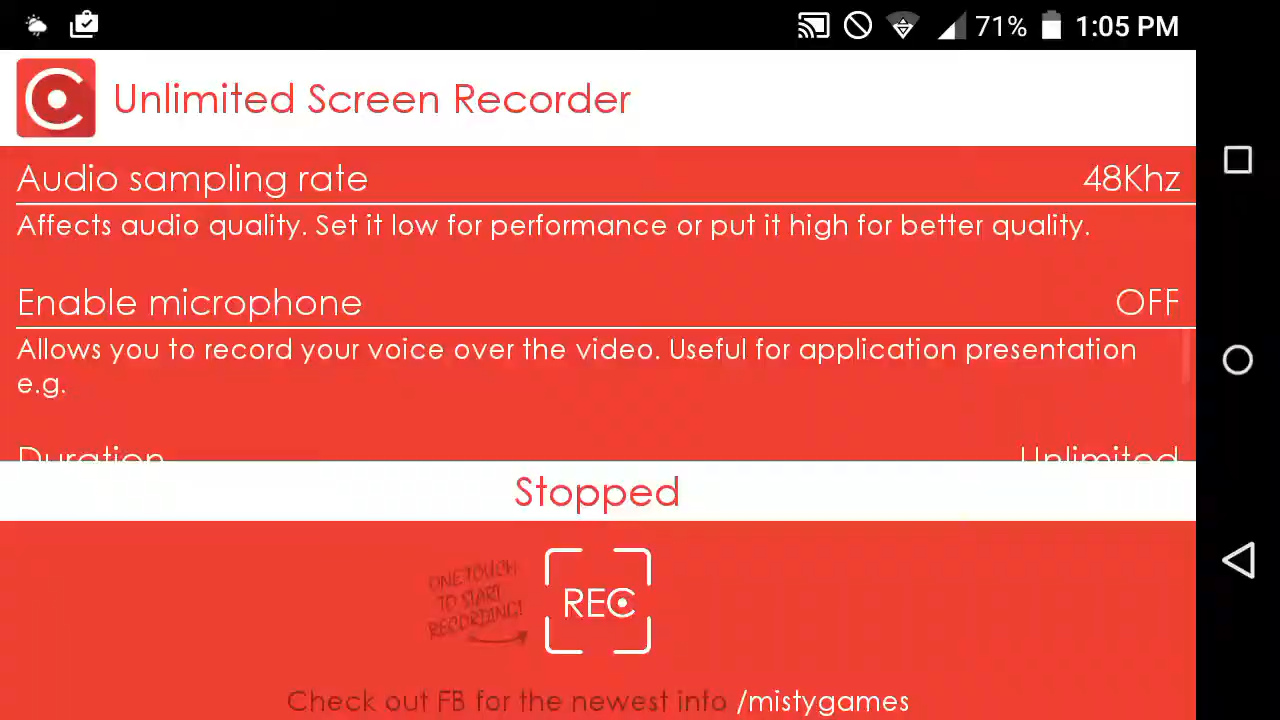 71% 1:05 PM
Unlimited Screen Recorder
Audio sampling rate 48Khz
Affects audio quality. Set it low for performance or put it high for better quality.
Enable microphone OFF
Allows you to record your voice over the video. Useful for application presentation
e.g.
Duration Unlimited
Stopped
ONE TOUCH
TO START
RECORDING!
REC
Check out FB for the newest info /mistygames